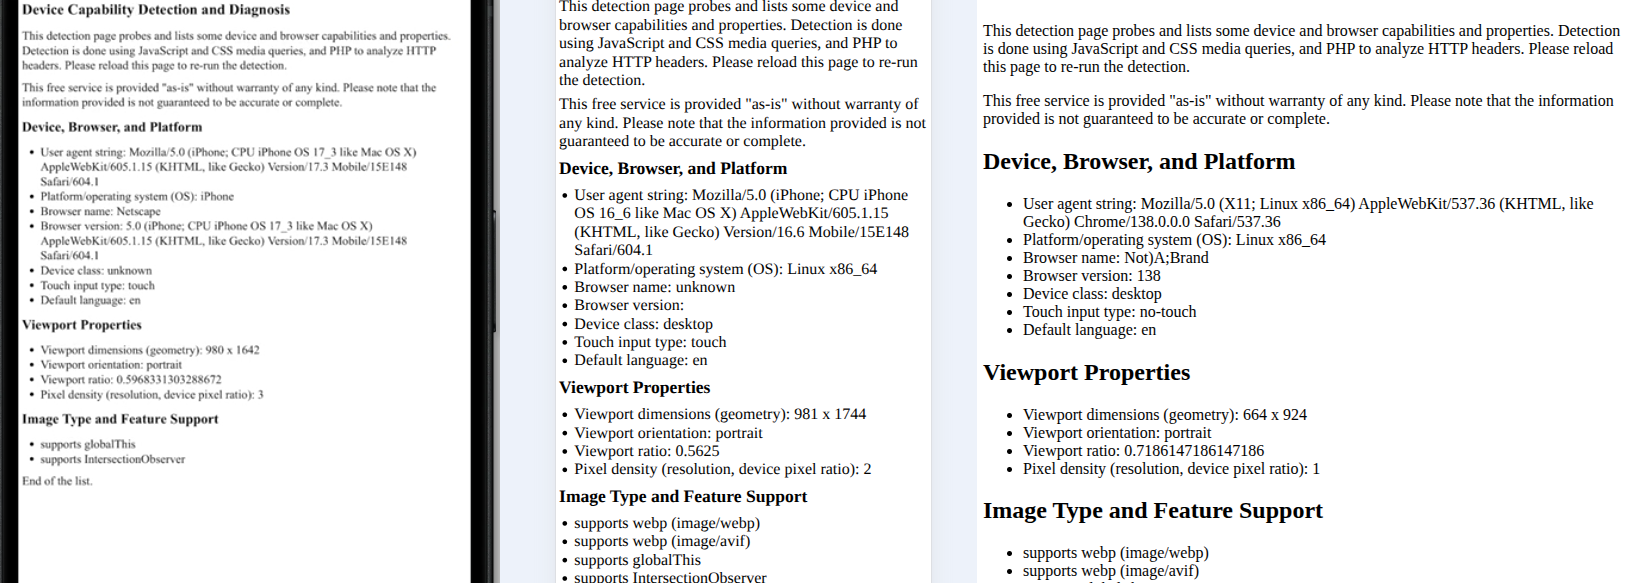 Device Capability Detection and Diagnosis
This detection page probes and lists some device and browser capabilities and properties.
Detection is done using JavaScript and CSS media queries, and PHP to analyze HTTP
headers. Please reload this page to re-run the detection.
This free service is provided "as-is" without warranty of any kind. Please note that the
information provided is not guaranteed to be accurate or complete.
Device, Browser, and Platform
• User agent string: Mozilla/5.0 (iPhone; CPU iPhone OS 17_3 like Mac OS X)
AppleWebKit/605.1.15 (KHTML, like Gecko) Version/17.3 Mobile/15E148
Safari/604.1
• Platform/operating system (OS): iPhone
• Browser name: Netscape
• Browser version: 5.0 (iPhone; CPU iPhone OS 17_3 like Mac OS X)
AppleWebKit/605.1.15 (KHTML, like Gecko) Version/17.3 Mobile/15E148
Safari/604.1
• Device class: unknown
• Touch input type: touch
• Default language: en
Viewport Properties
• Viewport dimensions (geometry): 980 x 1642
• Viewport orientation: portrait
• Viewport ratio: 0.5968331303288672
• Pixel density (resolution, device pixel ratio): 3
Image Type and Feature Support
• supports globalThis
• supports IntersectionObserver
End of the list.
This detection page probes and lists some device and
browser capabilities and properties. Detection is done
using JavaScript and CSS media queries, and PHP to
analyze HTTP headers. Please reload this page to re-run
the detection.
This free service is provided "as-is" without warranty of
any kind. Please note that the information provided is not
guaranteed to be accurate or complete.
Device, Browser, and Platform
• User agent string: Mozilla/5.0 (iPhone; CPU iPhone
OS 16_6 like Mac OS X) AppleWebKit/605.1.15
(KHTML, like Gecko) Version/16.6 Mobile/15E148
Safari/604.1
• Platform/operating system (OS): Linux x86_64
• Browser name: unknown
• Browser version:
• Device class: desktop
• Touch input type: touch
• Default language: en
Viewport Properties
• Viewport dimensions (geometry): 981 x 1744
• Viewport orientation: portrait
• Viewport ratio: 0.5625
• Pixel density (resolution, device pixel ratio): 2
Image Type and Feature Support
• supports webp (image/webp)
• supports webp (image/avif)
• supports globalThis
• supports IntersectionObserver
This detection page probes and lists some device and browser capabilities and properties. Detection
is done using JavaScript and CSS media queries, and PHP to analyze HTTP headers. Please reload
this page to re-run the detection.
This free service is provided "as-is" without warranty of any kind. Please note that the information
provided is not guaranteed to be accurate or complete.
Device, Browser, and Platform
• User agent string: Mozilla/5.0 (X11; Linux x86_64) AppleWebKit/537.36 (KHTML, like
Gecko) Chrome/138.0.0.0 Safari/537.36
• Platform/operating system (OS): Linux x86_64
• Browser name: Not)A;Brand
• Browser version: 138
• Device class: desktop
• Touch input type: no-touch
• Default language: en
Viewport Properties
• Viewport dimensions (geometry): 664 x 924
• Viewport orientation: portrait
• Viewport ratio: 0.7186147186147186
• Pixel density (resolution, device pixel ratio): 1
Image Type and Feature Support
• supports webp (image/webp)
• supports webp (image/avif)